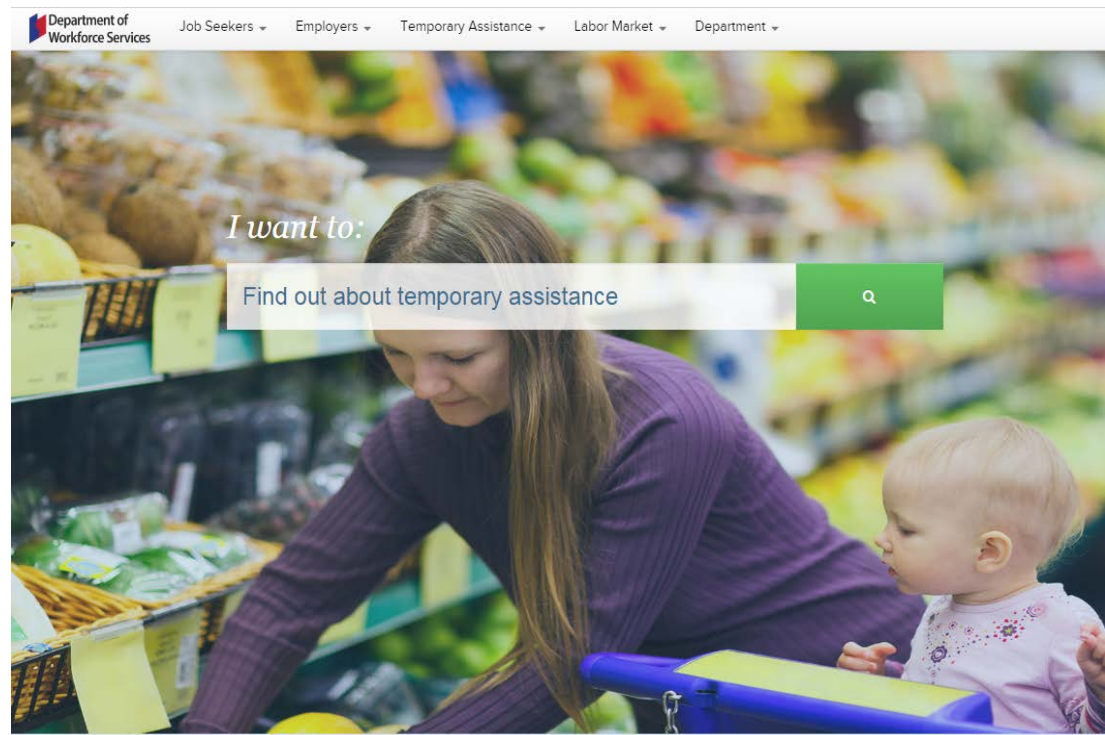 Department of
Workforce Services
Job Seekers
Employers
Temporary Assistance
Labor Market
Department
I want to:
Find out about temporary assistance